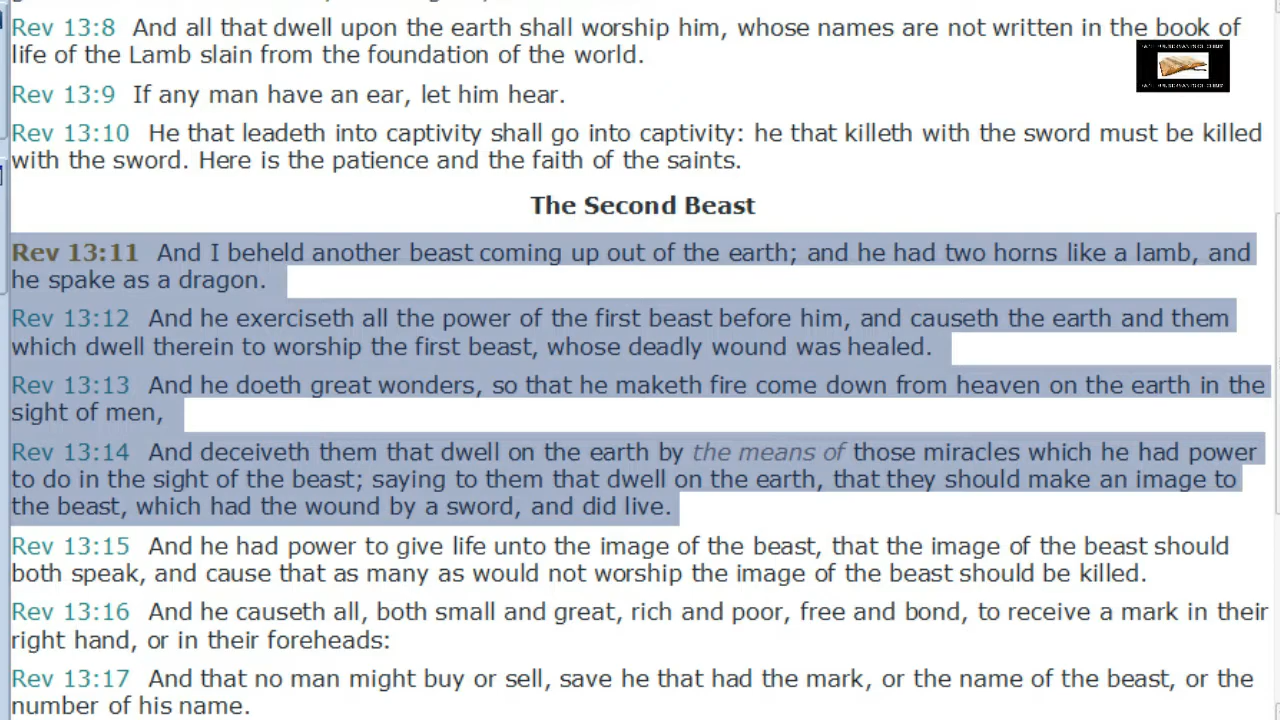 Rev 13:8 And all that dwell upon the earth shall worship him, whose names are not written in the book of
life of the Lamb slain from the foundation of the world.
Rev 13:9 If any man have an ear, let him hear.
Rev 13:10 He that leadeth into captivity shall go into captivity: he that killeth with the sword must be killed
with the sword. Here is the patience and the faith of the saints.
The Second Beast
Rev 13:11 And I beheld another beast coming up out of the earth; and he had two horns like a lamb, and
he spake as a dragon.
Rev 13:12 And he exerciseth all the power of the first beast before him, and causeth the earth and them
which dwell therein to worship the first beast, whose deadly wound was healed.
Rev 13:13 And he doeth great wonders, so that he maketh fire come down from heaven on the earth in the
sight of men,
Rev 13:14 And deceiveth them that dwell on the earth by the means of those miracles which he had power
to do in the sight of the beast; saying to them that dwell on the earth, that they should make an image to
the beast, which had the wound by a sword, and did live.
Rev 13:15 And he had power to give life unto the image of the beast, that the image of the beast should
both speak, and cause that as many as would not worship the image of the beast should be killed.
Rev 13:16 And he causeth all, both small and great, rich and poor, free and bond, to receive a mark in their
right hand, or in their foreheads:
Rev 13:17 And that no man might buy or sell, save he that had the mark, or the name of the beast, or the
number of his name.